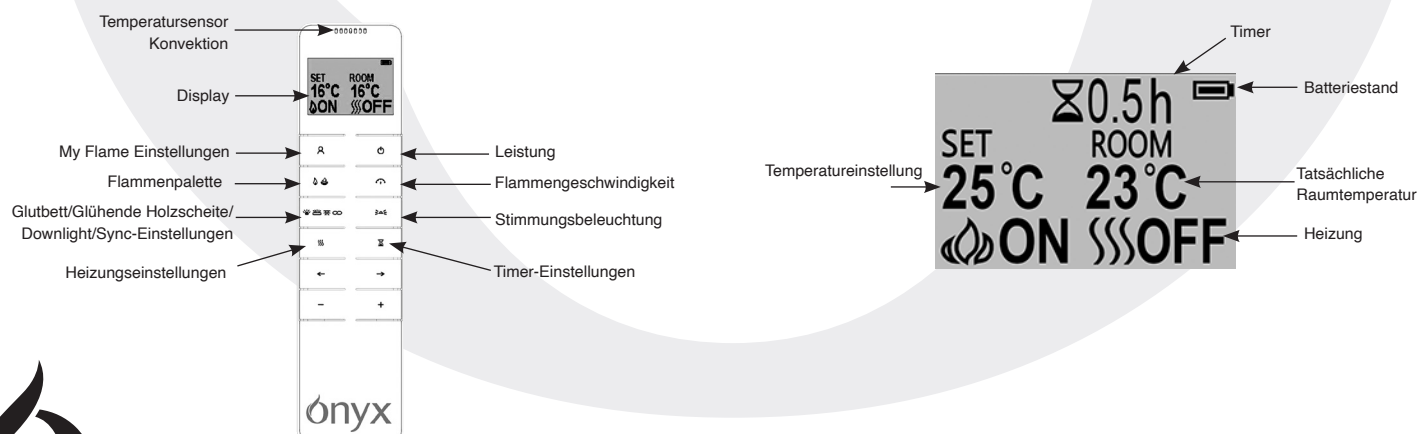 Temperatursensor
Konvektion
Display
My Flame Einstellungen
Flammenpalette
Glutbett/Glühende Holzscheite/
Downlight/Sync-Einstellungen
Heizungseinstellungen
SET ROOM
16°C 16°C
ON OFF
ónyx
Leistung
Flammengeschwindigkeit
Stimmungsbeleuchtung
Timer-Einstellungen
Timer
Batteriestand
Temperatureinstellung
Tatsächliche
Raumtemperatur
Heizung
0.5h
SET ROOM
25°C 23°C
ON OFF